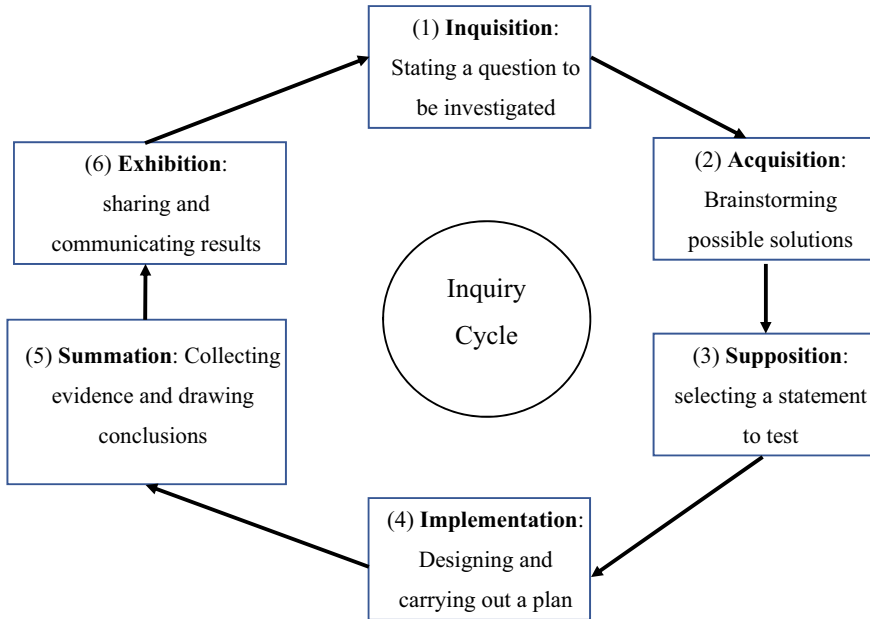 (1) Inquisition:
Stating a question to
be investigated
(2) Acquisition:
Brainstorming
possible solutions
(3) Supposition:
selecting a statement
to test
(4) Implementation:
Designing and
carrying out a plan
(5) Summation: Collecting
evidence and drawing
conclusions
(6) Exhibition:
sharing and
communicating results
Inquiry
Cycle